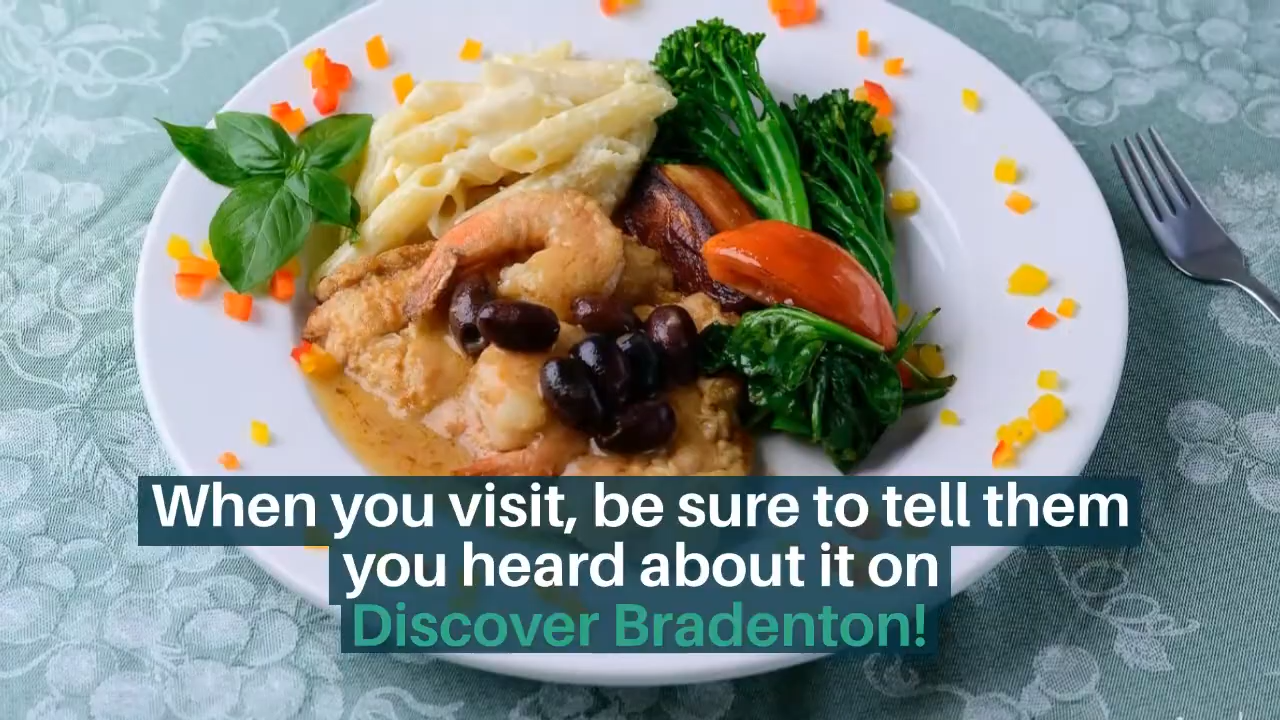 When you visit, be sure to tell them
you heard about it on
Discover Bradenton!